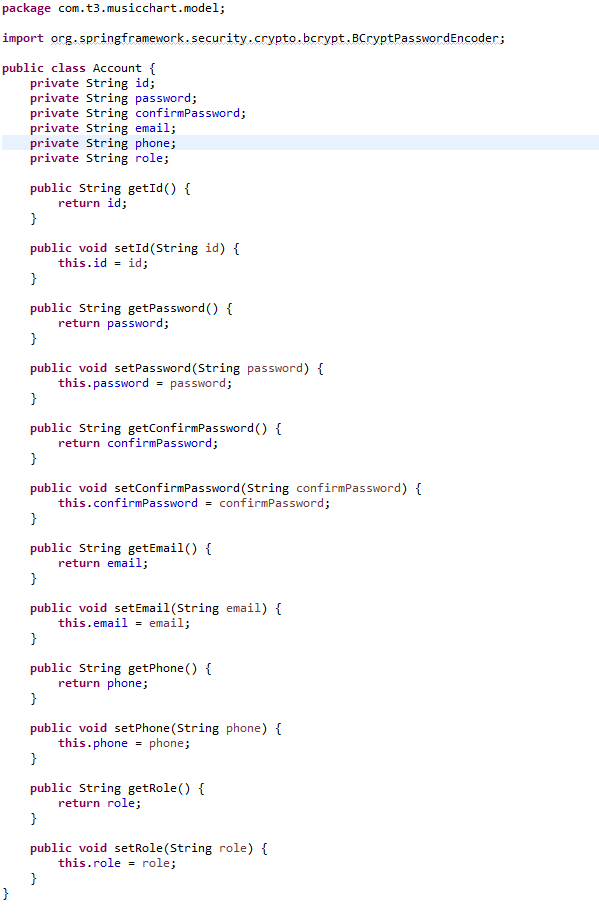 package com.t3.musicchart.model;
import org.springframework.security.crypto.bcrypt.BCryptPasswordEncoder;
public class Account {
private String id;
private String password;
private String confirmPassword;
private String email;
private String phone;
private String role;
public String getId() {
return id;
}
public void setId(String id) {
this.id = id;
}
public String getPassword() {
return password;
}
public void setPassword(String password) {
this.password = password;
}
public String getConfirmPassword() {
return confirmPassword;
}
public void setConfirmPassword(String confirmPassword) {
this.confirmPassword = confirmPassword;
}
public String getEmail() {
return email;
}
public void setEmail(String email) {
this.email = email;
}
public String getPhone() {
return phone;
}
public void setPhone(String phone) {
this.phone = phone;
}
public String getRole() {
return role;
}
public void setRole(String role) {
this.role = role;
}
}